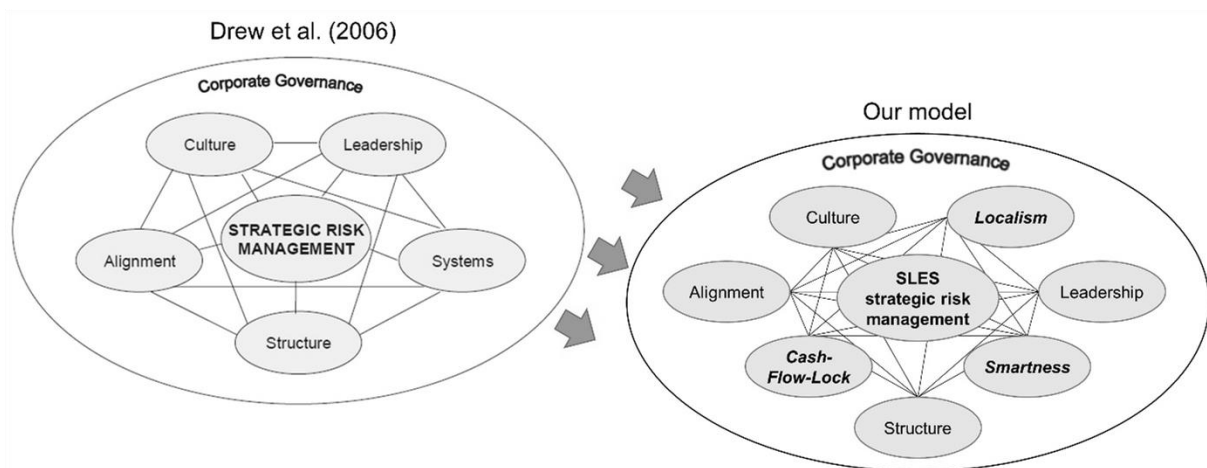 Drew et al. (2006)
Corporate Governance
Culture
Leadership
STRATEGIC RISK
MANAGEMENT
Alignment
Systems
Structure
Our model
Corporate Governance
Culture
Localism
Alignment
SLES
strategic risk
management
Leadership
Cash-
Flow-Lock
Smartness
Structure